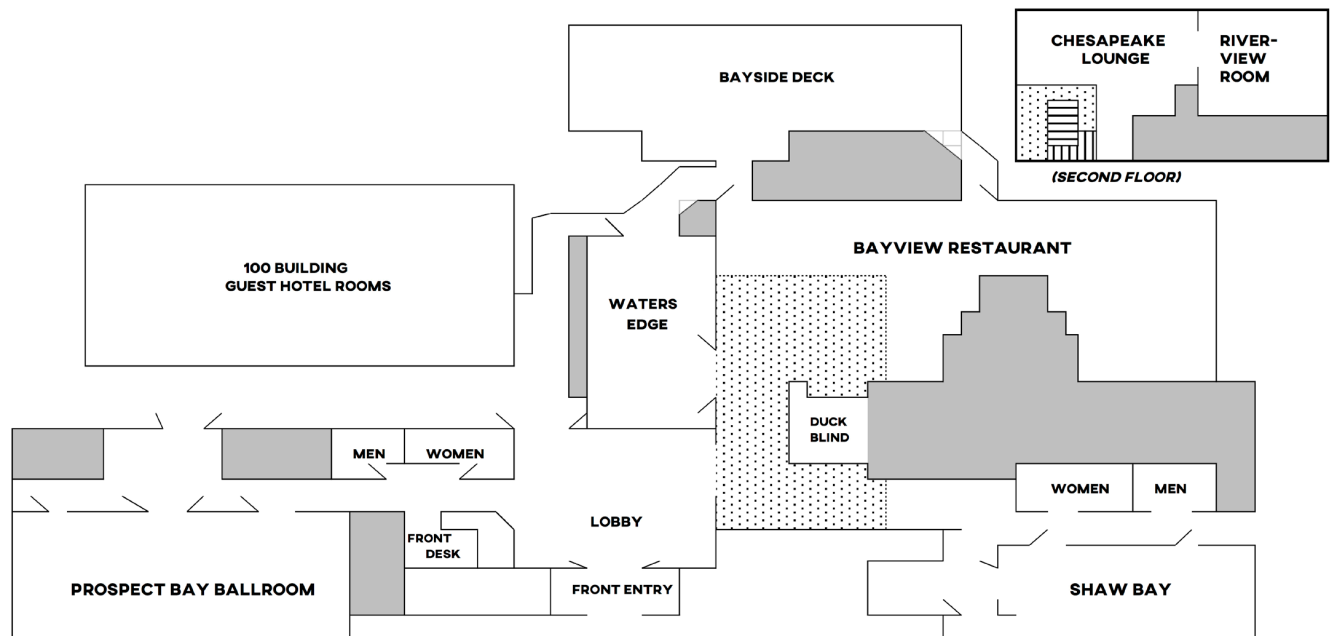 BAYSIDE DECK
CHESAPEAKE
LOUNGE
RIVER-
VIEW
ROOM
(SECOND FLOOR)
100 BUILDING
GUEST HOTEL ROOMS
WATERS
EDGE
BAYVIEW RESTAURANT
DUCK
BLIND
MEN
WOMEN
WOMEN
MEN
LOBBY
FRONT
DESK
FRONT ENTRY
PROSPECT BAY BALLROOM
SHAW BAY